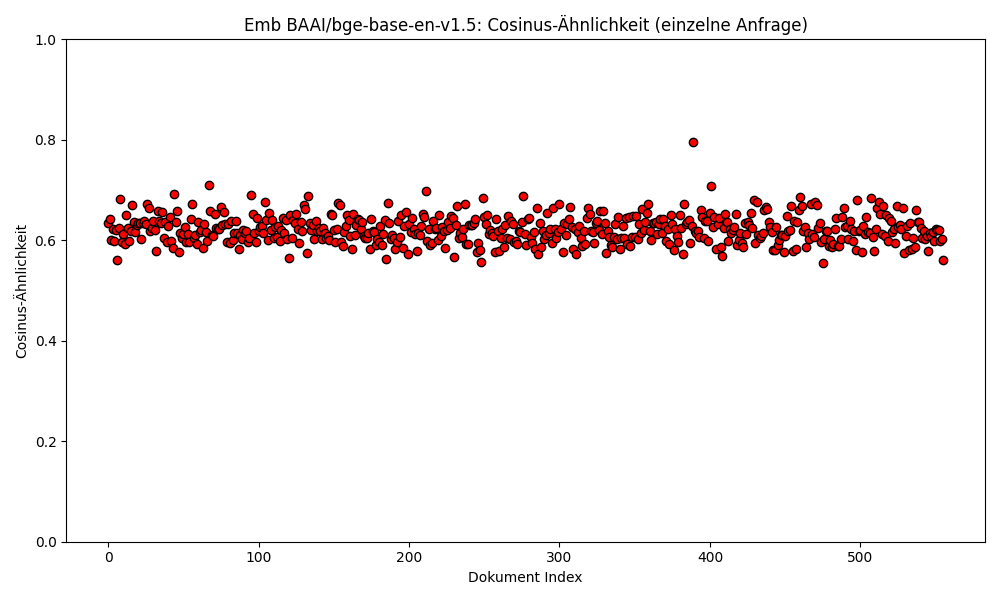 Emb BAAI/bge-base-en-v1.5: Cosinus-Ähnlichkeit (einzelne Anfrage)
1.0
0.8
0.6
0.4
0.2
0.0
Cosinus-Ähnlichkeit
0 100 200 300 400 500
Dokument Index